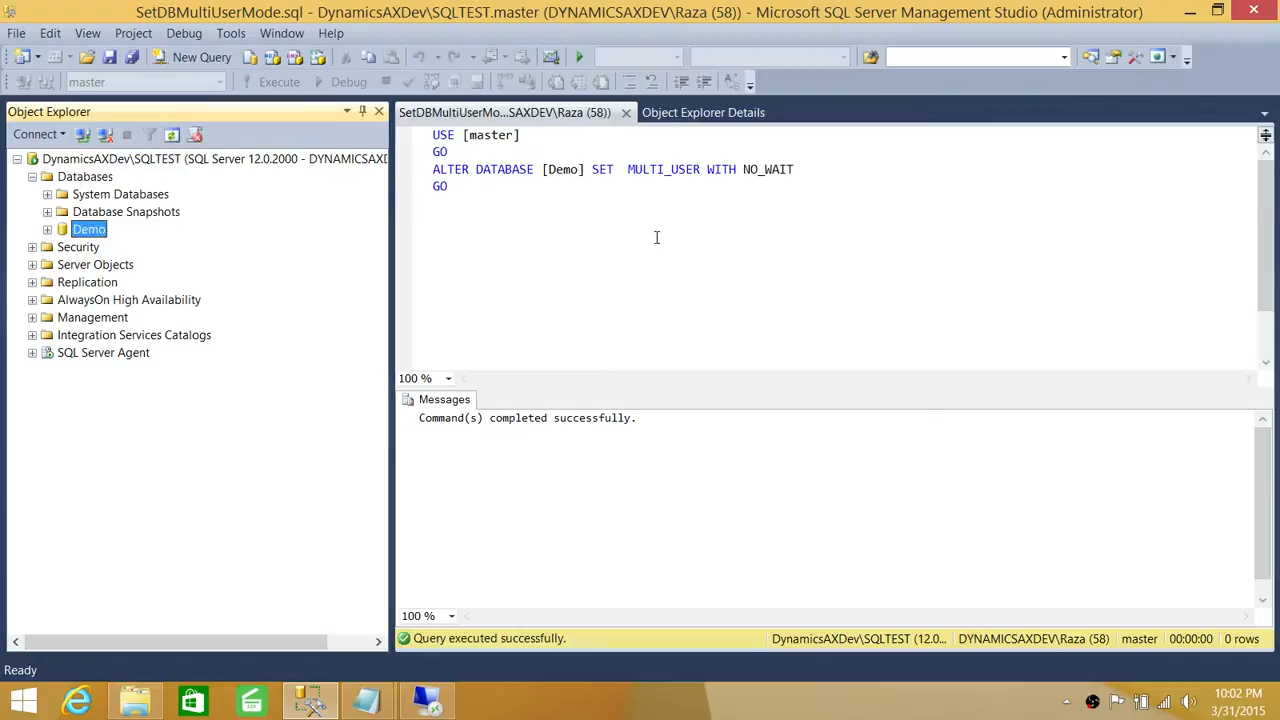 SetDBMultiUserMode.sql - DynamicsAXDev\SQLTEST.master (DYNAMICSAXDEV\Raza (58)) - Microsoft SQL Server Management Studio (Administrator)
File Edit View Project Debug Tools Window Help
New Query
master Execute Debug
Object Explorer
SetDBMultiUserMo...SAXDEV\Raza (58)) Object Explorer Details
Connect
DynamicsAXDev\SQLTEST (SQL Server 12.0.2000 - DYNAMICSAXD
Databases
System Databases
Database Snapshots
Demo
Security
Server Objects
Replication
AlwaysOn High Availability
Management
Integration Services Catalogs
SQL Server Agent
USE [master]
GO
ALTER DATABASE [Demo] SET  MULTI_USER WITH NO_WAIT
GO
100 %
Messages
Command(s) completed successfully.
100 %
Query executed successfully. DynamicsAXDev\SQLTEST (12.0... DYNAMICSAXDEV\Raza (58) master 00:00:00 0 rows
Ready
10:02 PM
3/31/2015